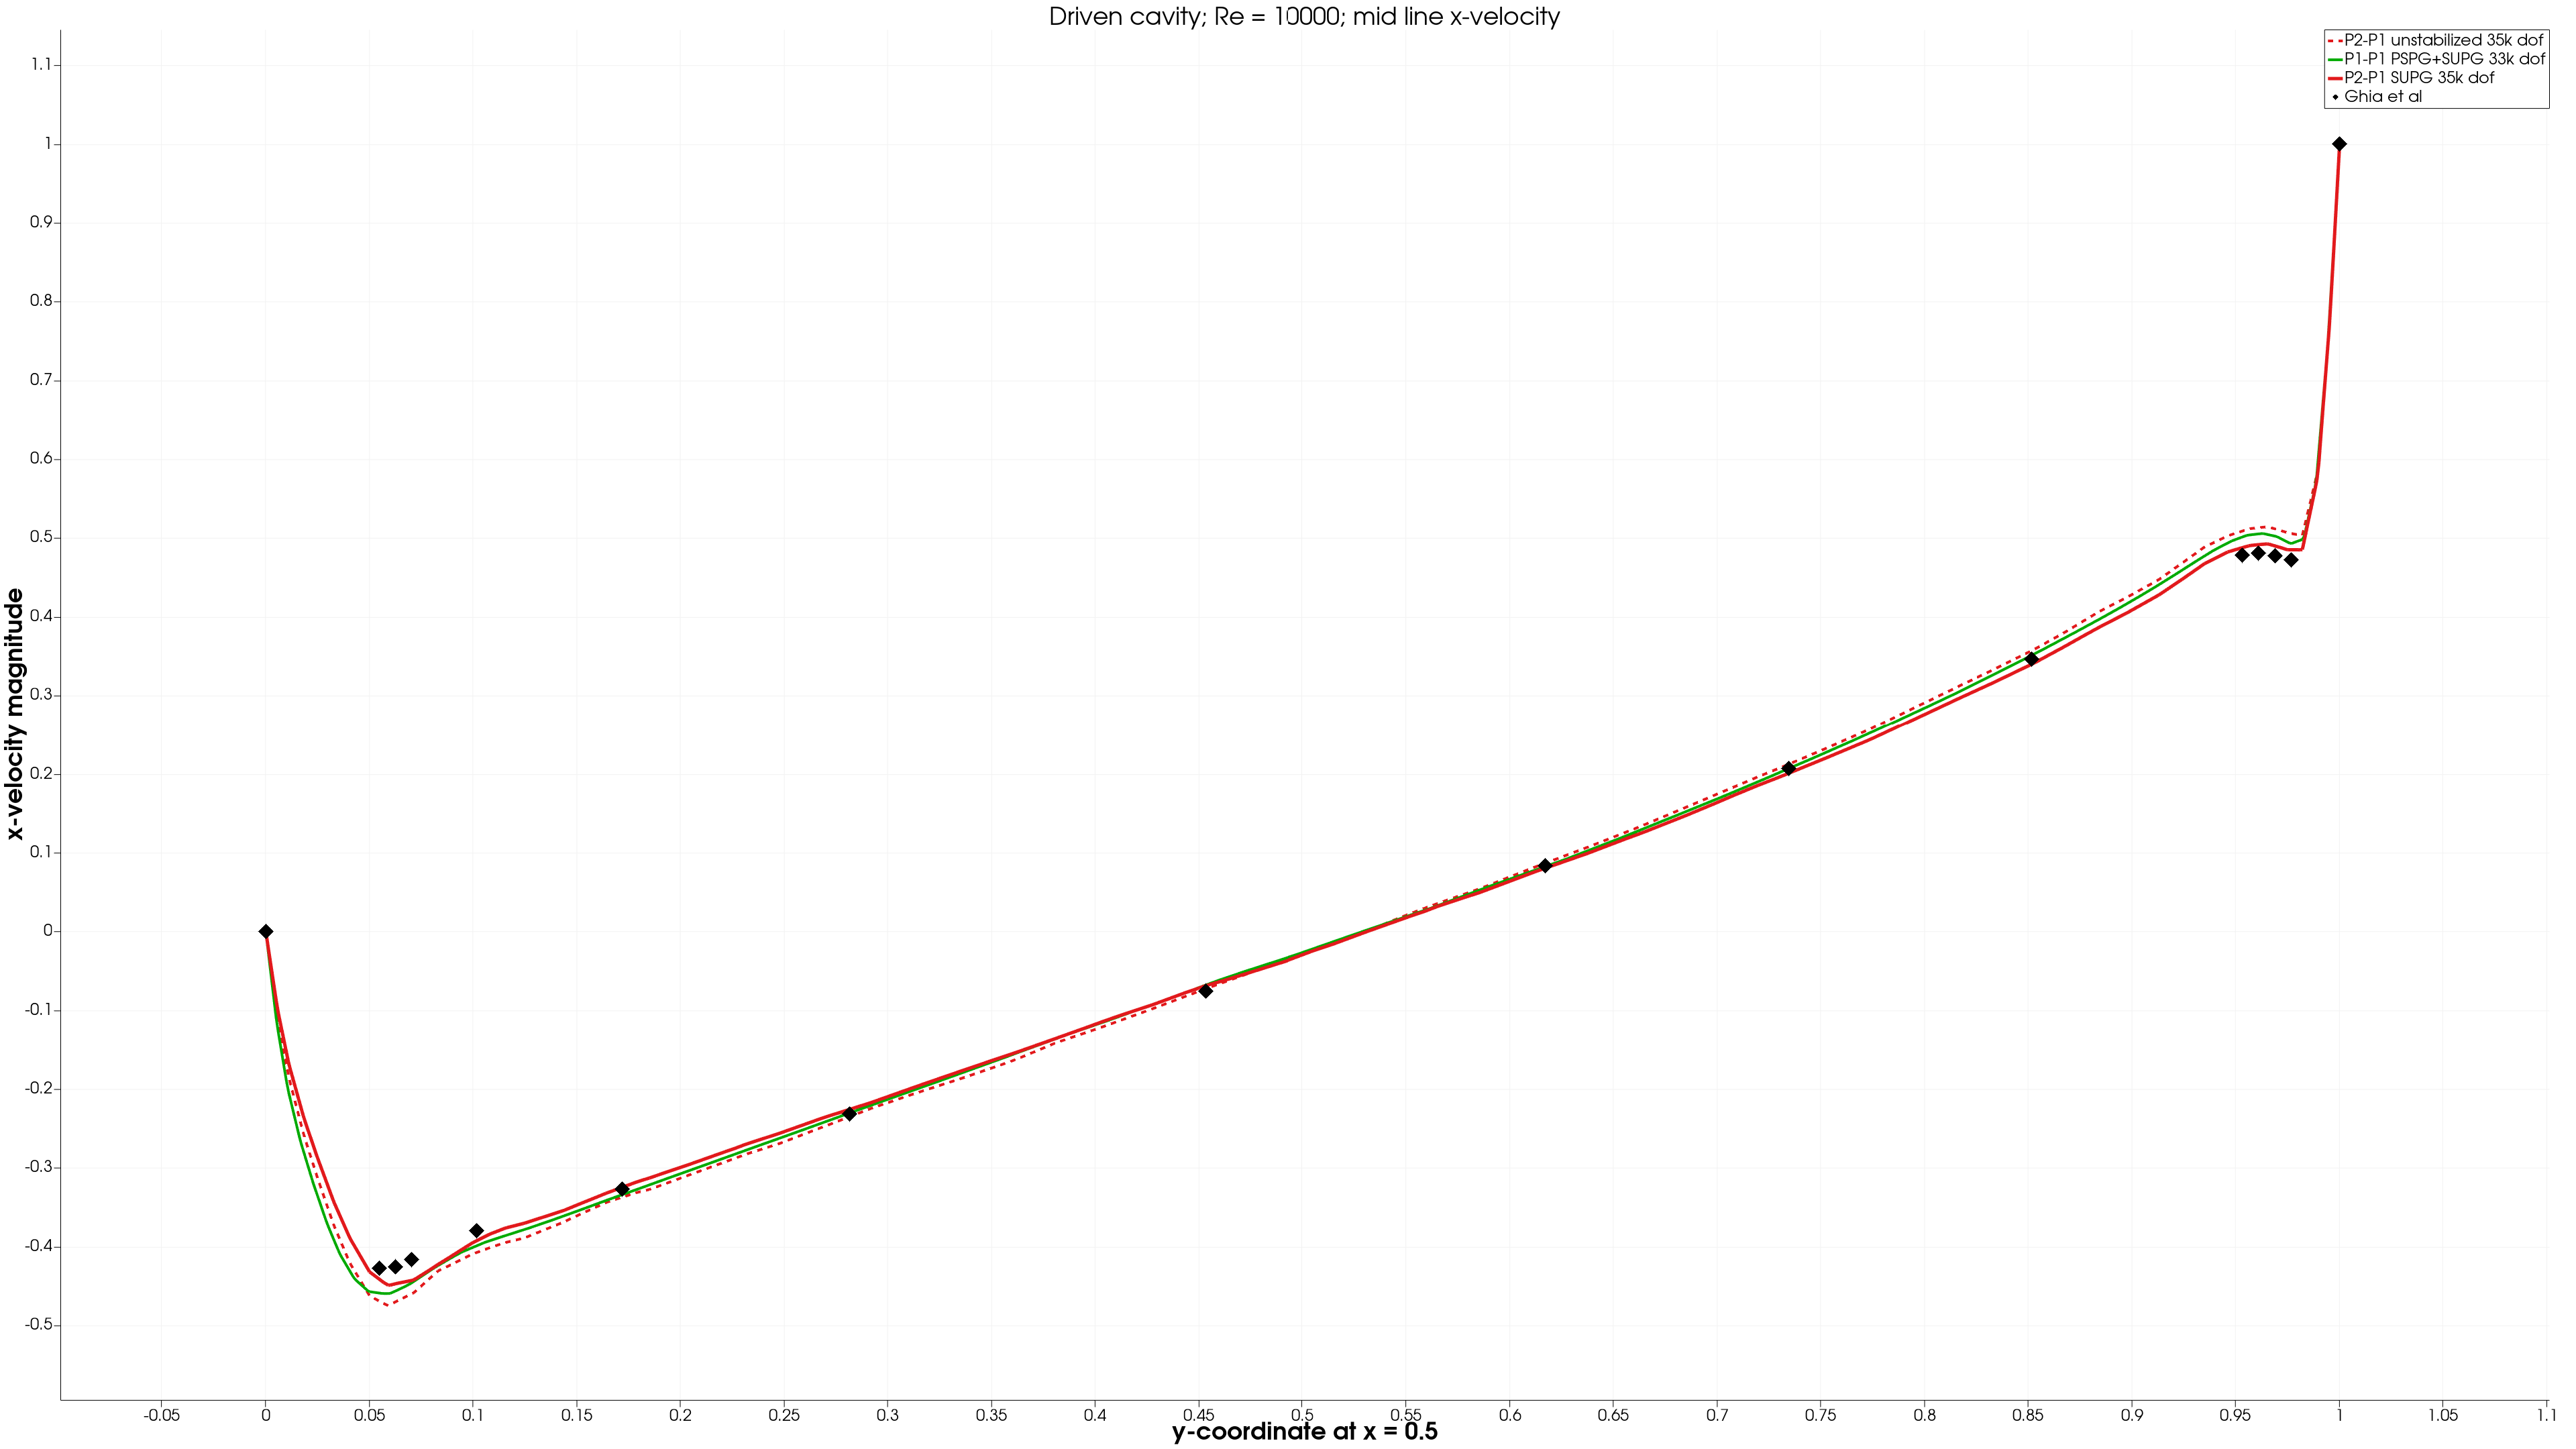 Driven cavity; Re = 10000; mid line x-velocity
P2-P1 unstabilized 35k dof
P1-P1 PSPG+SUPG 33k dof
P2-P1 SUPG 35k dof
Ghia et al
x-velocity magnitude
1.1
1
0.9
0.8
0.7
0.6
0.5
0.4
0.3
0.2
0.1
0
-0.1
-0.2
-0.3
-0.4
-0.5
-0.05 0 0.05 0.1 0.15 0.2 0.25 0.3 0.35 0.4 0.45 0.5 0.55 0.6 0.65 0.7 0.75 0.8 0.85 0.9 0.95 1 1.05 1.1
y-coordinate at x = 0.5